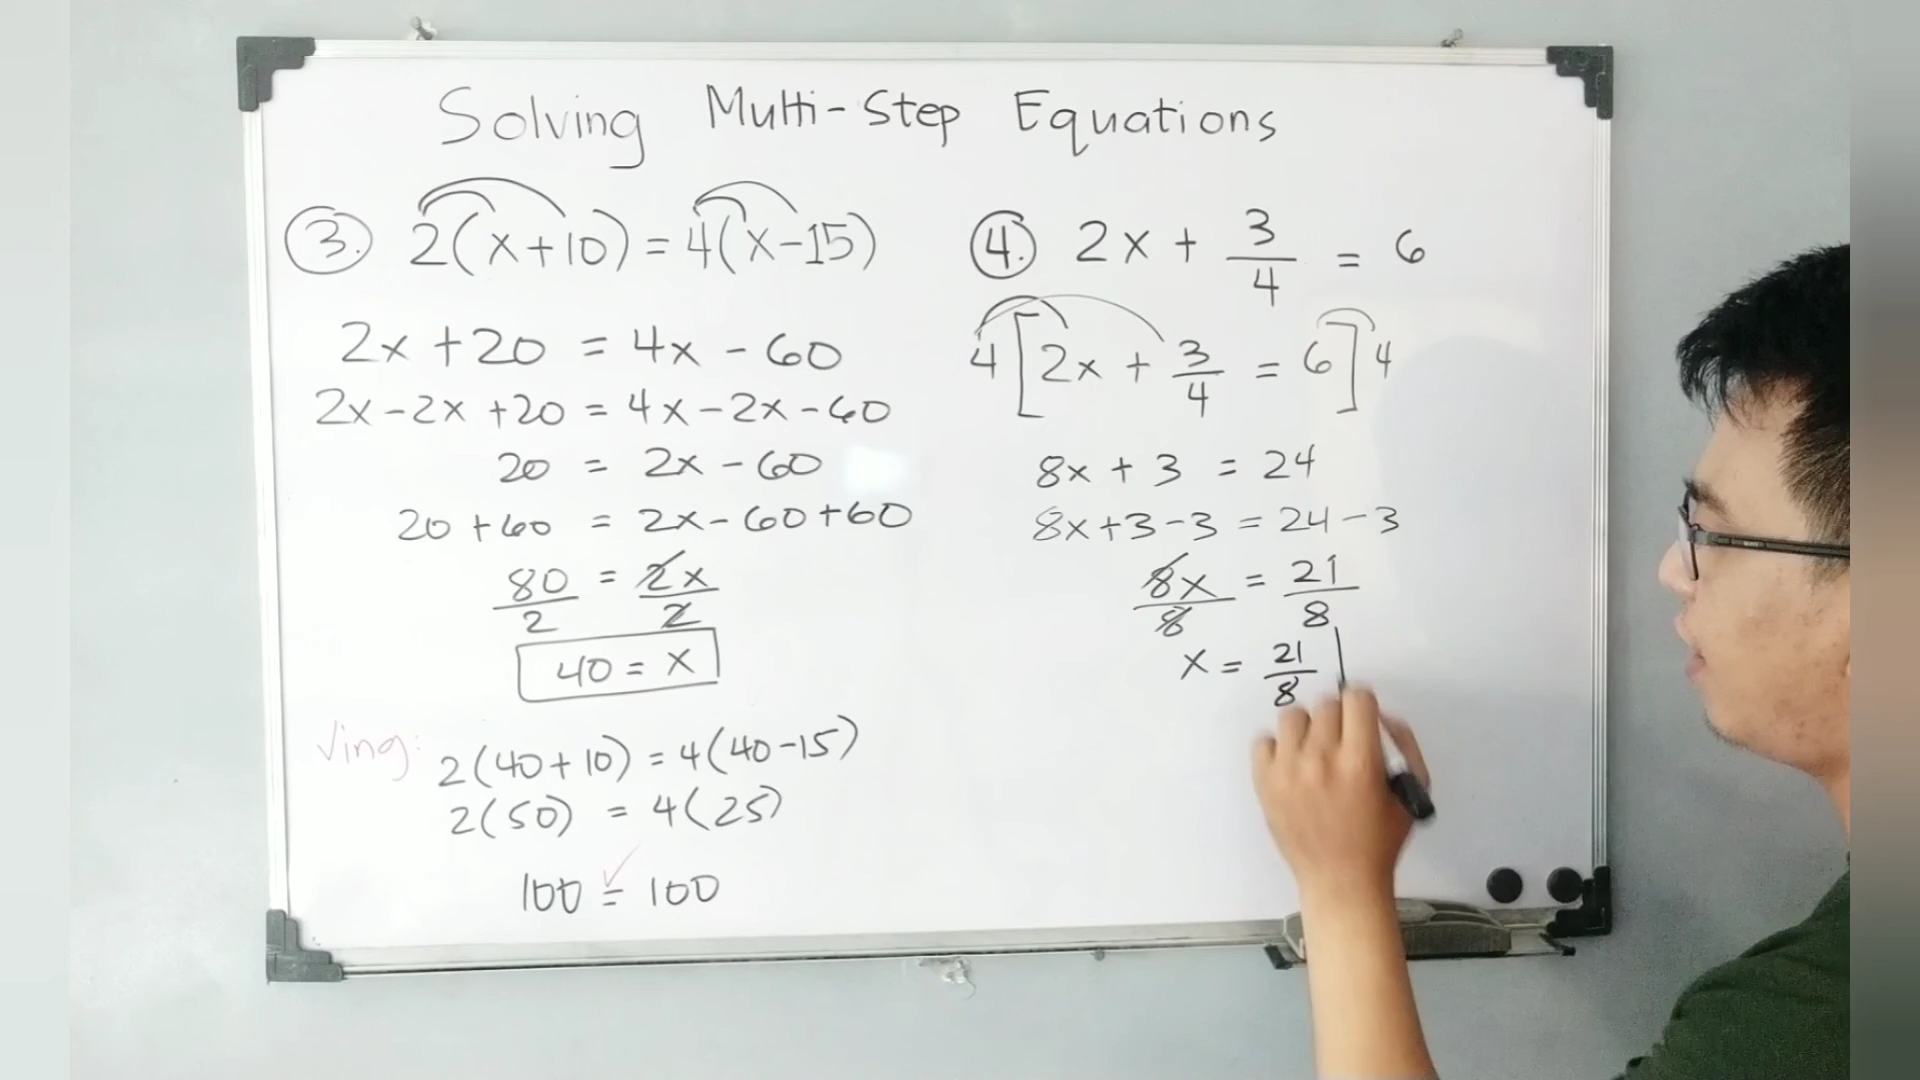 Solving Multi-Step Equations
3. 2(x+10) = 4(x-15)
2x + 20 = 4x - 60
2x - 2x + 20 = 4x - 2x - 60
20 = 2x - 60
20 + 60 = 2x - 60 + 60
80/2 = 2x/2
40 = x
√ing:
2(40+10) = 4(40-15)
2(50) = 4(25)
100 = 100
4. 2x + 3/4 = 6
4[2x + 3/4 = 6]4
8x + 3 = 24
8x + 3 - 3 = 24 - 3
8x/8 = 21/8
x = 21/8